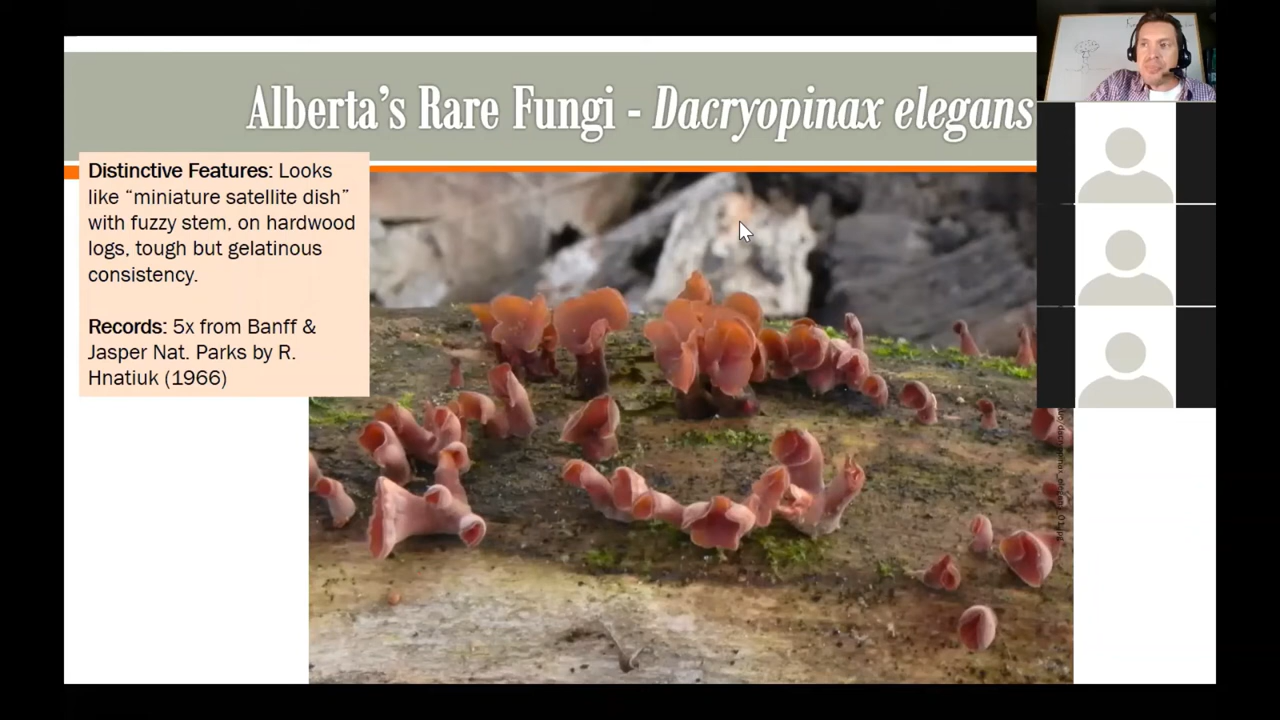 Alberta's Rare Fungi - Dacryopinax elegans
Distinctive Features: Looks
like “miniature satellite dish”
with fuzzy stem, on hardwood
logs, tough but gelatinous
consistency.
Records: 5x from Banff &
Jasper Nat. Parks by R.
Hnatiuk (1966)